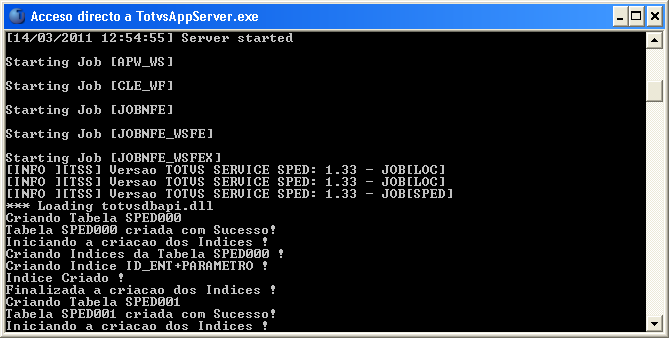 Acceso directo a TotvsAppServer.exe
[14/03/2011 12:54:55] Server started
Starting Job [APW_WS]
Starting Job [CLE_WF]
Starting Job [JOBNFE]
Starting Job [JOBNFE_WSFE]
Starting Job [JOBNFE_WSFEX]
[INFO ][TSS] Versao TOTVS SERVICE SPED: 1.33 - JOB[LOC]
[INFO ][TSS] Versao TOTVS SERVICE SPED: 1.33 - JOB[LOC]
[INFO ][TSS] Versao TOTVS SERVICE SPED: 1.33 - JOB[SPED]
*** Loading totvsdbapi.dll
Criando Tabela SPED000
Tabela SPED000 criada com Sucesso!
Iniciando a criacao dos Indices !
Criando Indices da Tabela SPED000 !
Criando Indice ID_ENT+PARAMETRO !
Indice Criado !
Finalizada a criacao dos Indices !
Criando Tabela SPED001
Tabela SPED001 criada com Sucesso!
Iniciando a criacao dos Indices !